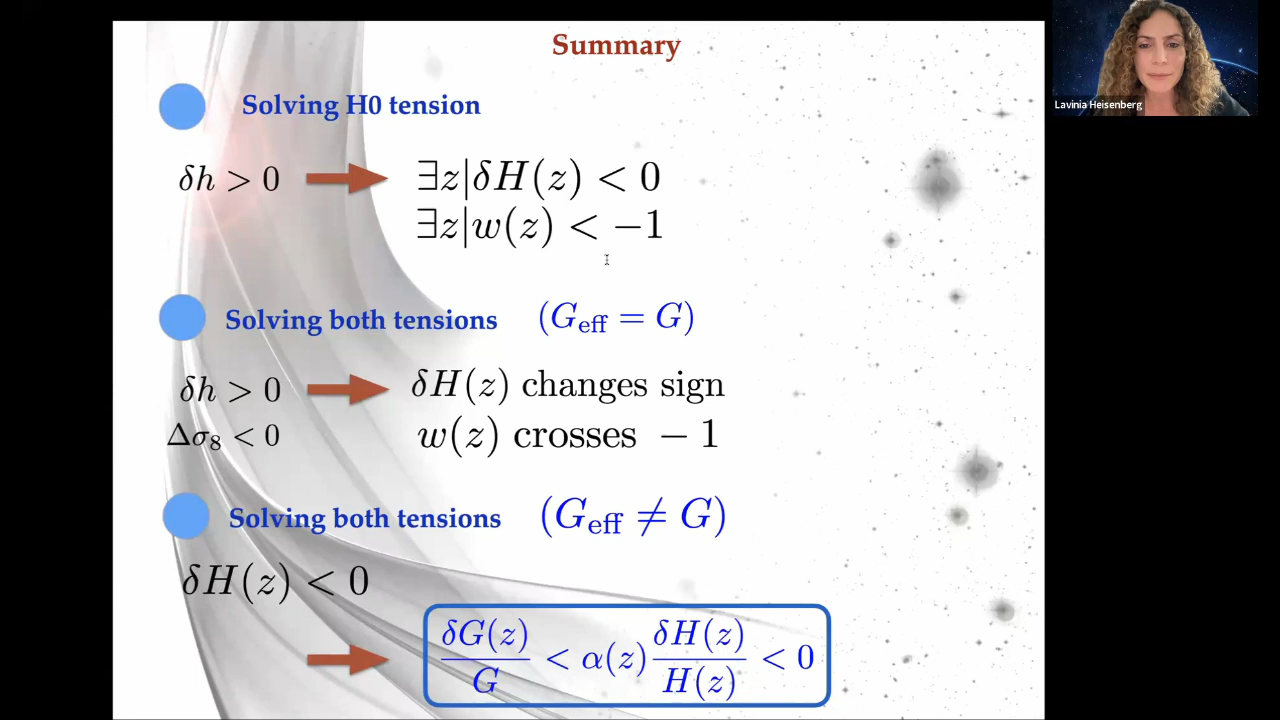 Summary
Lavinia Heisenberg
Solving H0 tension
δh > 0
∃z|δH(z) < 0
∃z|w(z) < −1
Solving both tensions (G_eff = G)
δh > 0
δH(z) changes sign
Δσ₈ < 0
w(z) crosses − 1
Solving both tensions (G_eff ≠ G)
δH(z) < 0
δG(z)/G < α(z) δH(z)/H(z) < 0